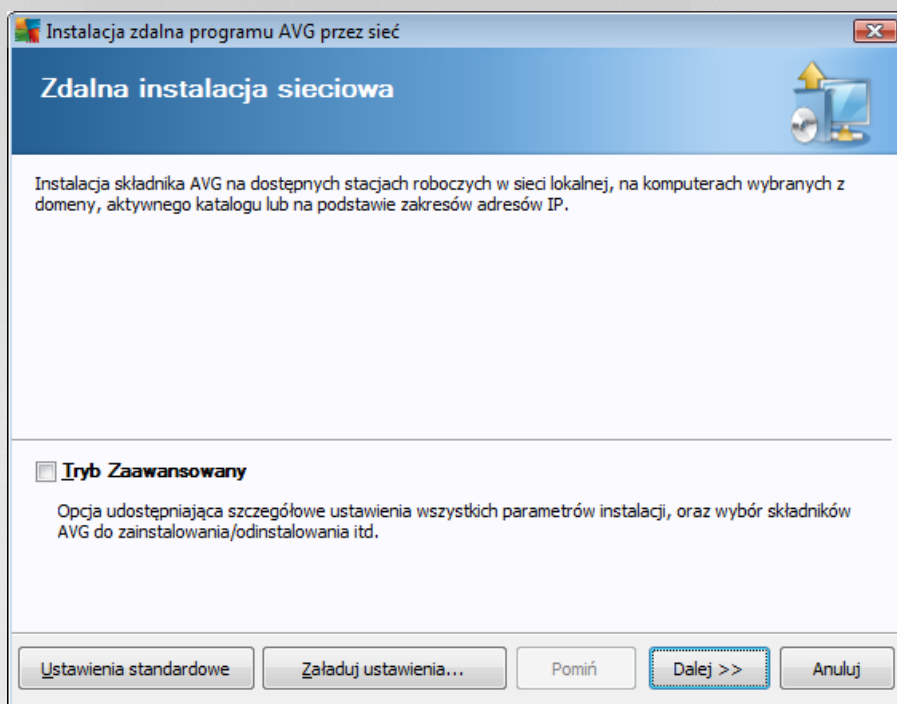 Instalacja zdalna programu AVG przez sieć
Zdalna instalacja sieciowa
Instalacja składnika AVG na dostępnych stacjach roboczych w sieci lokalnej, na komputerach wybranych z
domeny, aktywnego katalogu lub na podstawie zakresów adresów IP.
Tryb Zaawansowany
Opcja udostępniająca szczegółowe ustawienia wszystkich parametrów instalacji, oraz wybór składników
AVG do zainstalowania/odinstalowania itd.
Ustawienia standardowe Załaduj ustawienia... Pomiń Dalej >> Anuluj